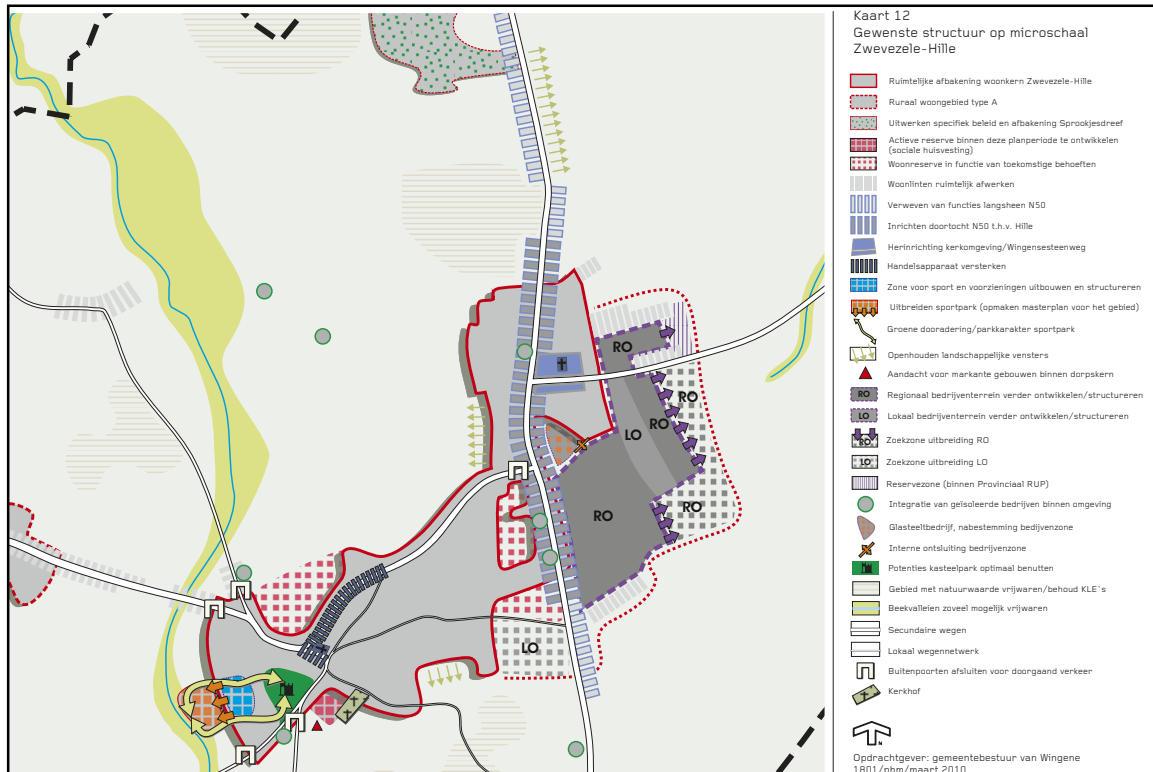 Kaart 12
Gewenste structuur op microschaal
Zwevezele-Hille
Ruimtelijke afbakening woonkern Zwevezele-Hille
Ruraal woongebied type A
Uitwerken specifiek beleid en afbakening Sprookjesdreef
Actieve reserve binnen deze planperiode te ontwikkelen
(sociale huisvesting)
Woonreserve in functie van toekomstige behoeften
Woonlinten ruimtelijk afwerken
Verweven van functies langsheen N50
Inrichten doortocht N50 t.h.v. Hille
Herinrichting kerkomgeving/Wingensesteenweg
Handelsapparaat versterken
Zone voor sport en voorzieningen uitbouwen en structureren
Uitbreiden sportpark (opmaken masterplan voor het gebied)
Groene dooradering/parkkarakter sportpark
Openhouden landschappelijke vensters
Aandacht voor markante gebouwen binnen dorpskern
RO Regionaal bedrijventerrein verder ontwikkelen/structureren
LO Lokaal bedrijventerrein verder ontwikkelen/structureren
RO Zoekzone uitbreiding RO
LO Zoekzone uitbreiding LO
Reservezone (binnen Provinciaal RUP)
Integratie van geïsoleerde bedrijven binnen omgeving
Glasteeltbedrijf, nabestemming bedijvenzone
Interne ontsluiting bedrijvenzone
Potenties kasteelpark optimaal benutten
Gebied met natuurwaarde vrijwaren/behoud KLE's
Beekvalleien zoveel mogelijk vrijwaren
Secundaire wegen
Lokaal wegennetwerk
Buitenpoorten afsluiten voor doorgaand verkeer
Kerkhof
N
Opdrachtgever: gemeentebestuur van Wingene
1801/phm/maart 2010
RO
RO
RO
LO
RO
RO
LO